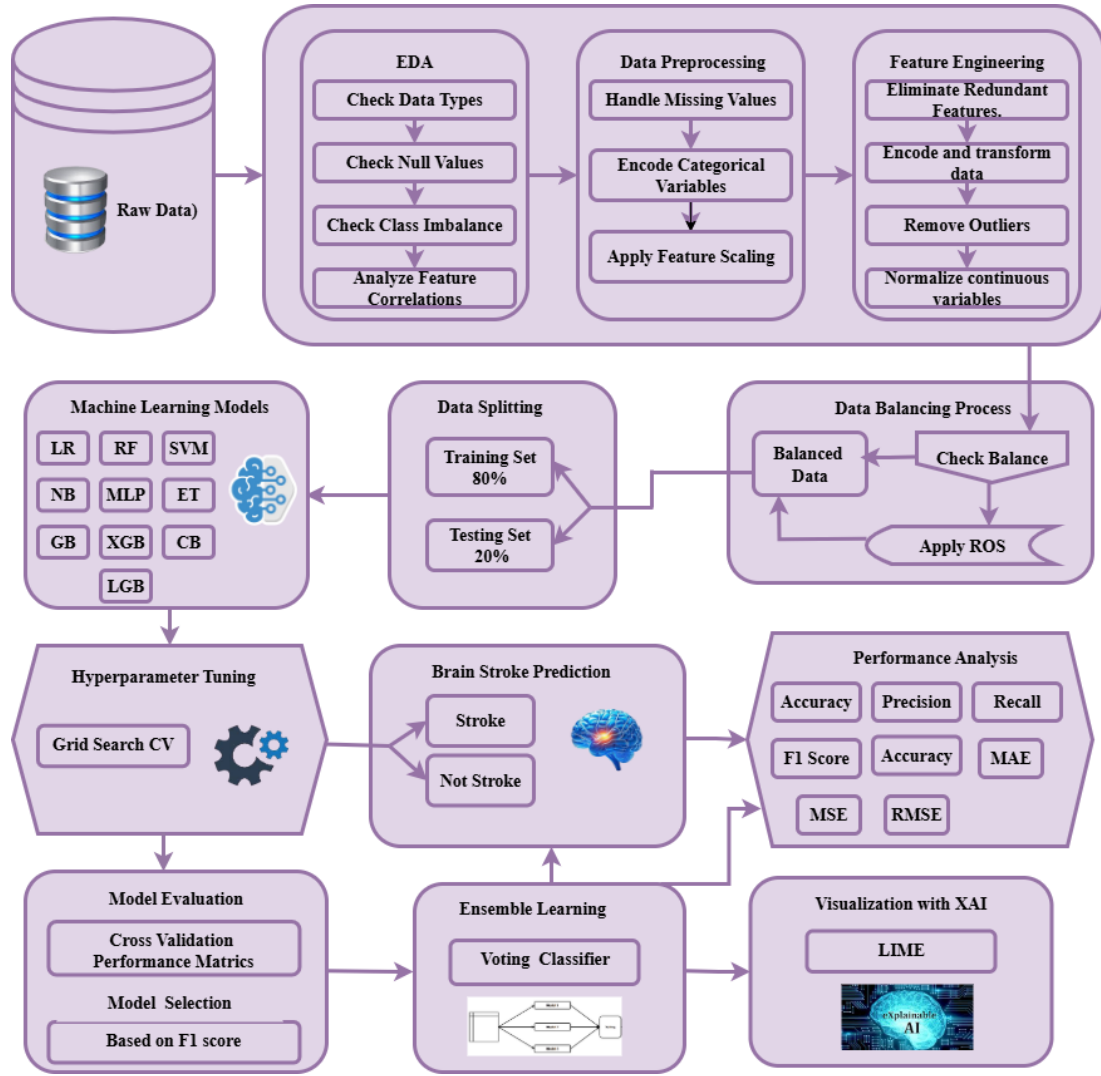 Raw Data)
EDA
Check Data Types
Check Null Values
Check Class Imbalance
Analyze Feature
Correlations
Data Preprocessing
Handle Missing Values
Encode Categorical
Variables
Apply Feature Scaling
Feature Engineering
Eliminate Redundant
Features.
Encode and transform
data
Remove Outliers
Normalize continuous
variables
Machine Learning Models
LR
RF
SVM
NB
MLP
ET
GB
XGB
CB
LGB
Data Splitting
Training Set
80%
Testing Set
20%
Data Balancing Process
Balanced
Data
Check Balance
Apply ROS
Hyperparameter Tuning
Grid Search CV
Brain Stroke Prediction
Stroke
Not Stroke
Performance Analysis
Accuracy
Precision
Recall
F1 Score
Accuracy
MAE
MSE
RMSE
Model Evaluation
Cross Validation
Performance Matrics
Model Selection
Based on F1 score
Ensemble Learning
Voting Classifier
Visualization with XAI
LIME
eXplainable
AI